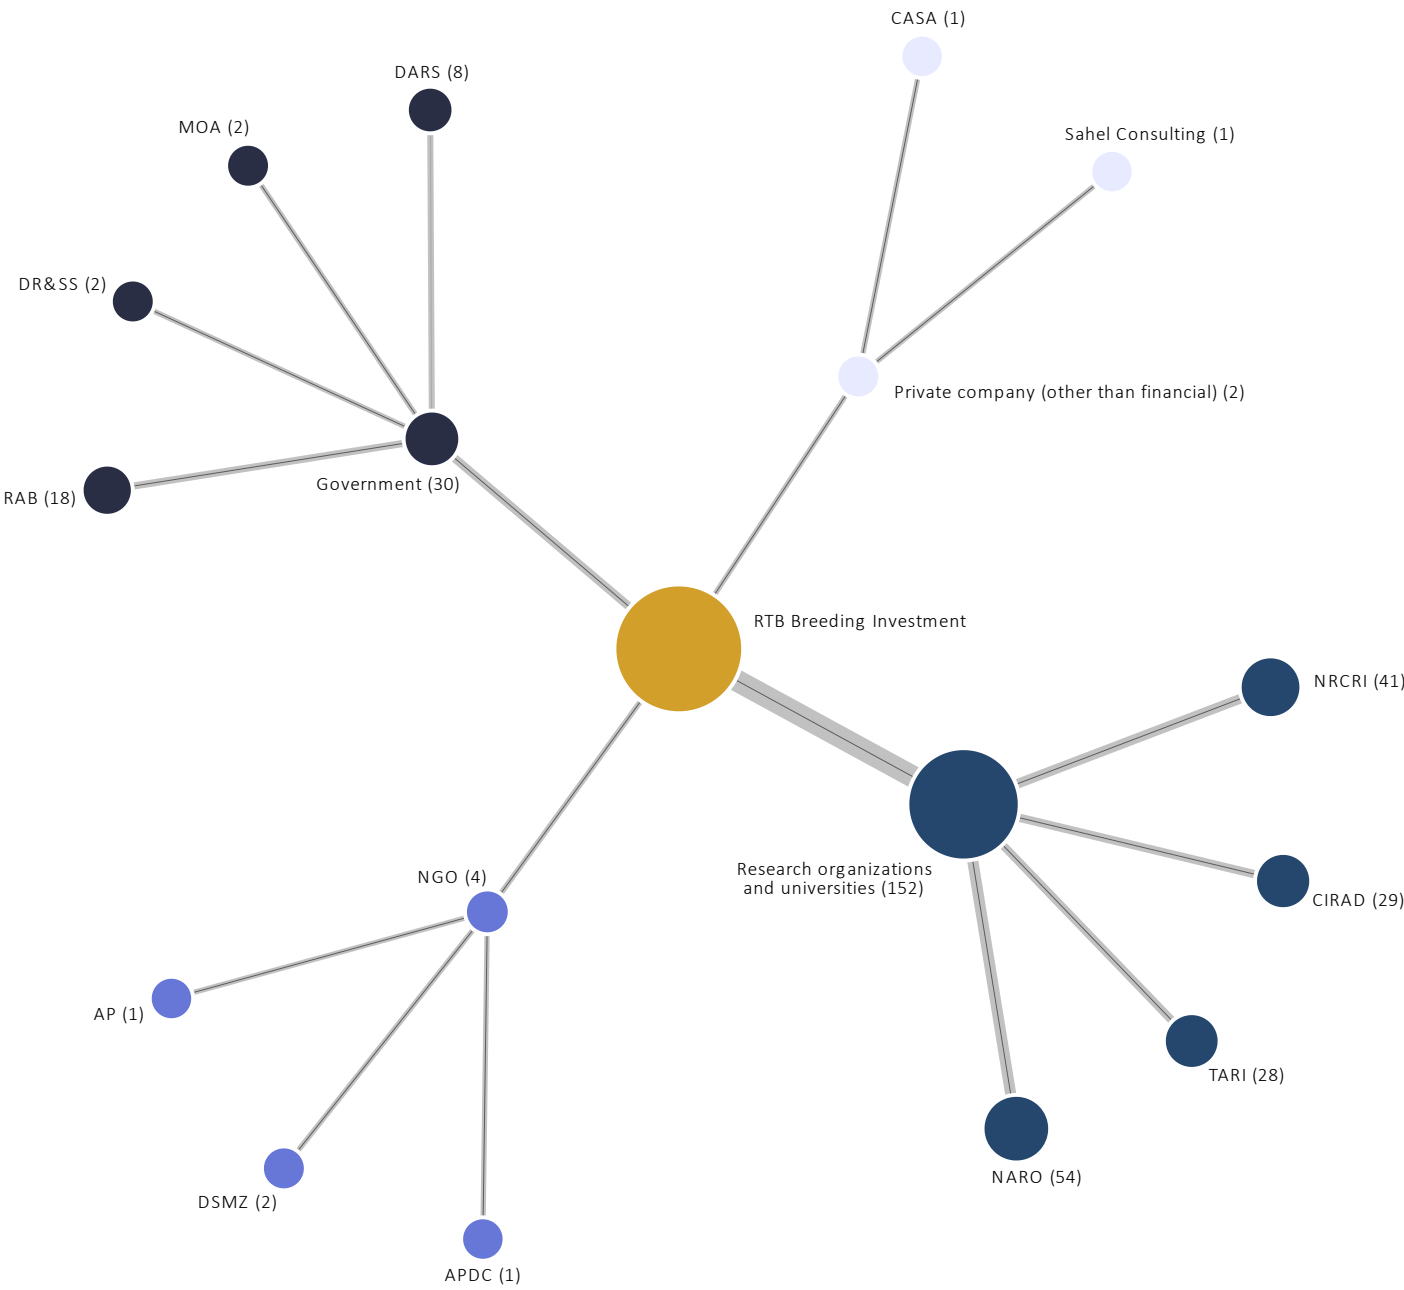 CASA (1)
DARS (8)
MOA (2)
Sahel Consulting (1)
DR&SS (2)
Private company (other than financial) (2)
Government (30)
RAB (18)
RTB Breeding Investment
NRCRI (41)
Research organizations
and universities (152)
NGO (4)
CIRAD (29)
AP (1)
TARI (28)
NARO (54)
DSMZ (2)
APDC (1)